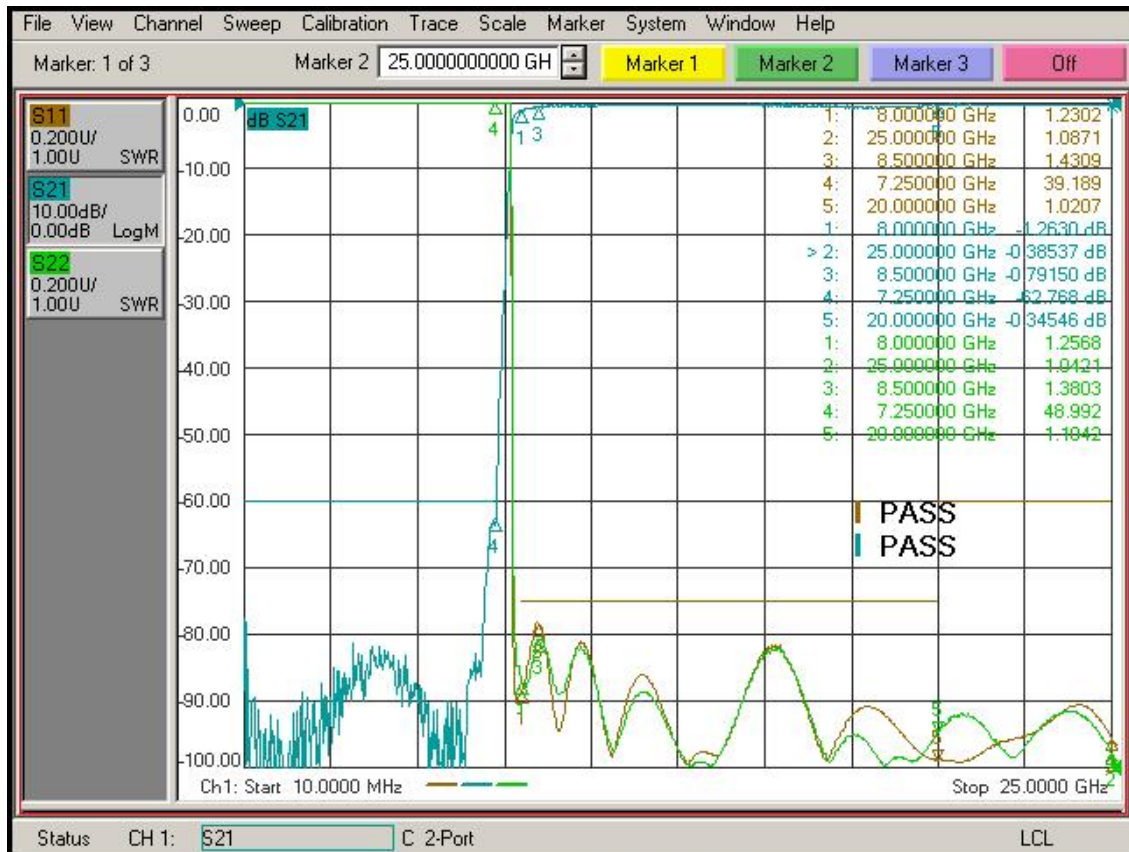 File View Channel Sweep Calibration Trace Scale Marker System Window Help
Marker: 1 of 3 Marker 2 25.0000000000 GH Marker 1 Marker 2 Marker 3 Off
S11
0.200U/
1.00U SWR
S21
10.00dB/
0.00dB LogM
S22
0.200U/
1.00U SWR
dB S21
0.00
-10.00
-20.00
-30.00
-40.00
-50.00
-60.00
-70.00
-80.00
-90.00
-100.00
4
1 3
1: 8.000000 GHz 1.2302
2: 25.000000 GHz 1.0871
3: 8.500000 GHz 1.4309
4: 7.250000 GHz 39.189
5: 20.000000 GHz 1.0207
1: 8.000000 GHz -1.2630 dB
> 2: 25.000000 GHz -0.38537 dB
3: 8.500000 GHz -0.79150 dB
4: 7.250000 GHz -62.768 dB
5: 20.000000 GHz -0.34546 dB
1: 8.000000 GHz 1.2568
2: 25.000000 GHz 1.0421
3: 8.500000 GHz 1.3803
4: 7.250000 GHz 48.992
5: 20.000000 GHz 1.1042
PASS
PASS
4
3
1
5
2
Ch1: Start 10.0000 MHz Stop 25.0000 GHz
Status CH 1: S21 C 2-Port LCL